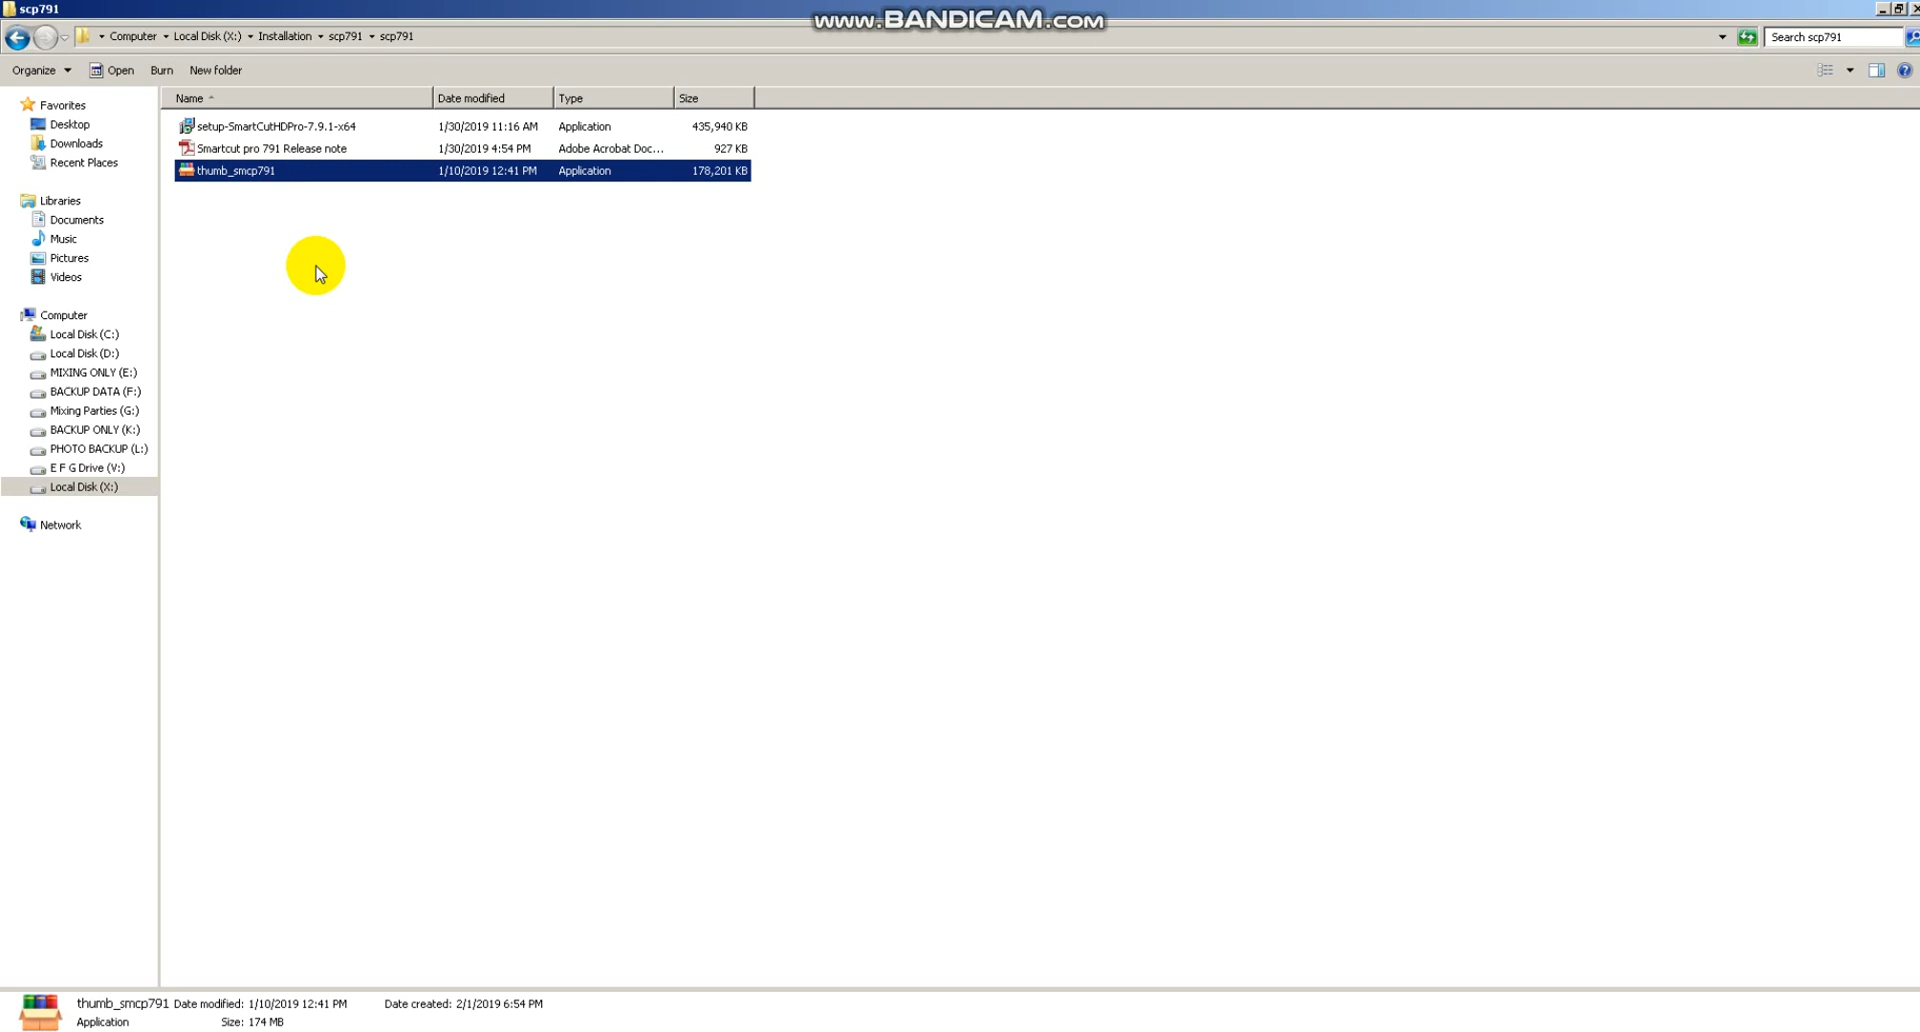 scp791
www.BANDICAM.com
Computer Local Disk (X:) Installation scp791 scp791
Search scp791
Organize Open Burn New folder
Name Date modified Type Size
setup-SmartCutHDPro-7.9.1-x64 1/30/2019 11:16 AM Application 435,940 KB
Smartcut pro 791 Release note 1/30/2019 4:54 PM Adobe Acrobat Doc... 927 KB
thumb_smcp791 1/10/2019 12:41 PM Application 178,201 KB
Favorites
Desktop
Downloads
Recent Places
Libraries
Documents
Music
Pictures
Videos
Computer
Local Disk (C:)
Local Disk (D:)
MIXING ONLY (E:)
BACKUP DATA (F:)
Mixing Parties (G:)
BACKUP ONLY (K:)
PHOTO BACKUP (L:)
E F G Drive (V:)
Local Disk (X:)
Network
thumb_smcp791 Date modified: 1/10/2019 12:41 PM Date created: 2/1/2019 6:54 PM
Application Size: 174 MB